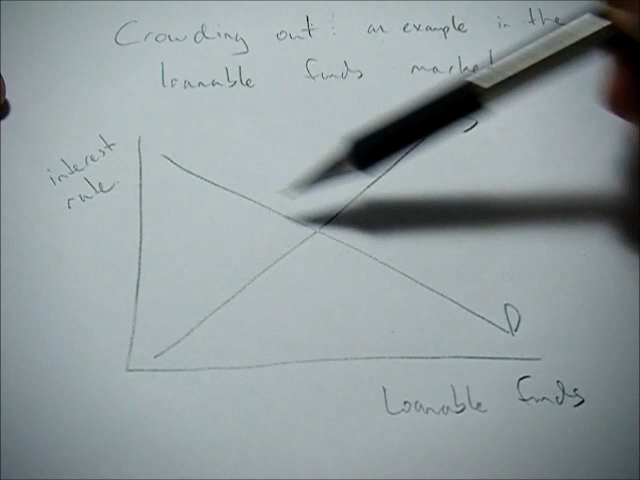 Crowding out: an example in the
loanable funds market
interest
rate.
S
D
Loanable funds